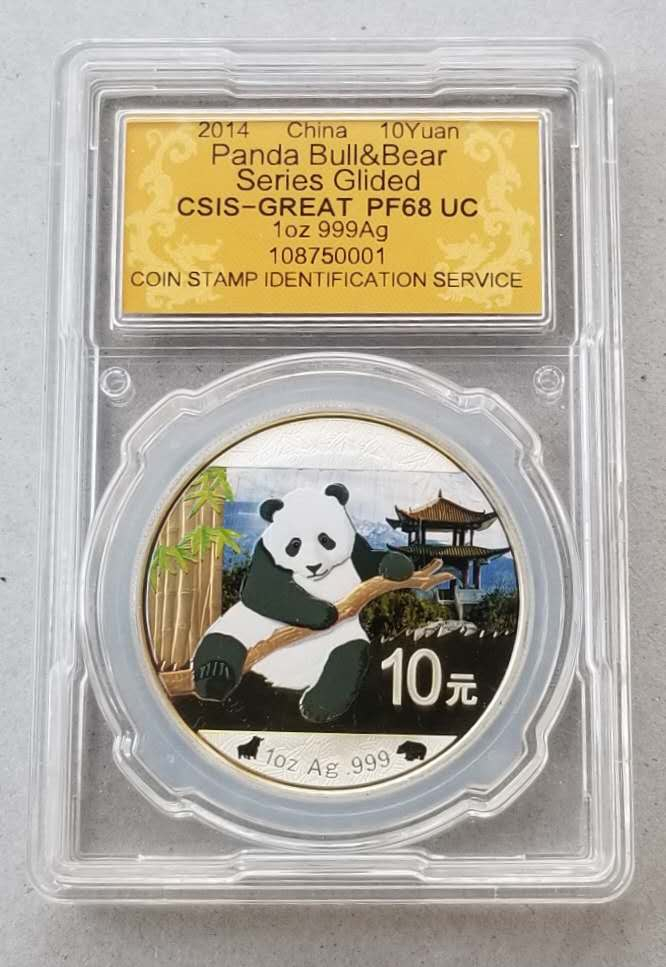 2014 China 10Yuan
Panda Bull&Bear
Series Glided
CSIS-GREAT PF68 UC
1oz 999Ag
108750001
COIN STAMP IDENTIFICATION SERVICE
10元
1oz Ag .999